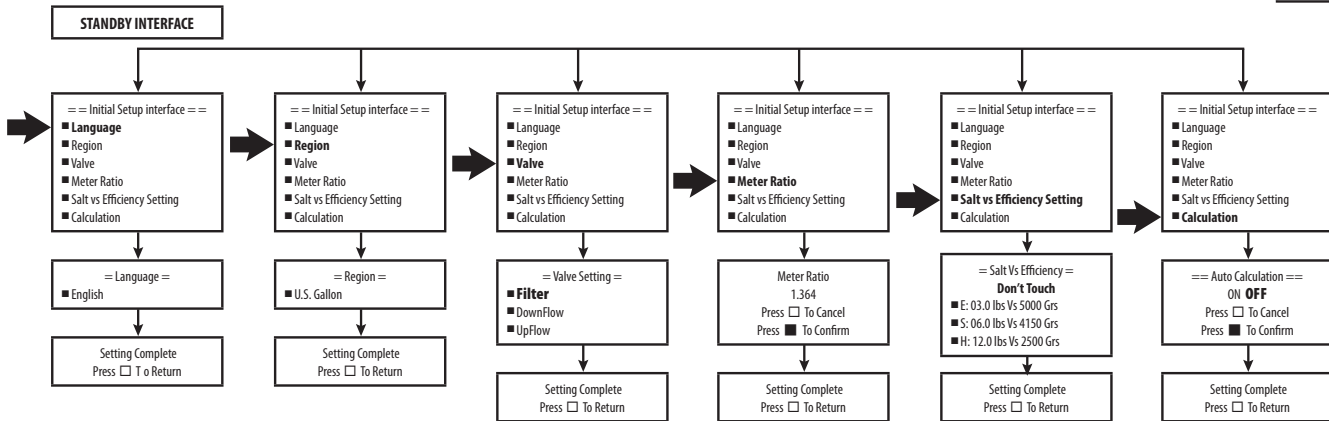 STANDBY INTERFACE
= = Initial Setup interface = =
■ Language
■ Region
■ Valve
■ Meter Ratio
■ Salt vs Efficiency Setting
■ Calculation
= Language =
■ English
Setting Complete
Press □ T o Return
= = Initial Setup interface = =
■ Language
■ Region
■ Valve
■ Meter Ratio
■ Salt vs Efficiency Setting
■ Calculation
= Region =
■ U.S. Gallon
Setting Complete
Press □ To Return
= = Initial Setup interface = =
■ Language
■ Region
■ Valve
■ Meter Ratio
■ Salt vs Efficiency Setting
■ Calculation
= Valve Setting =
■ Filter
■ DownFlow
■ UpFlow
Setting Complete
Press □ To Return
= = Initial Setup interface = =
■ Language
■ Region
■ Valve
■ Meter Ratio
■ Salt vs Efficiency Setting
■ Calculation
Meter Ratio
1.364
Press □ To Cancel
Press ■ To Confirm
Setting Complete
Press □ To Return
= = Initial Setup interface = =
■ Language
■ Region
■ Valve
■ Meter Ratio
■ Salt vs Efficiency Setting
■ Calculation
= Salt Vs Efficiency =
Don't Touch
■ E: 03.0 lbs Vs 5000 Grs
■ S: 06.0 lbs Vs 4150 Grs
■ H: 12.0 lbs Vs 2500 Grs
Setting Complete
Press □ To Return
= = Initial Setup interface = =
■ Language
■ Region
■ Valve
■ Meter Ratio
■ Salt vs Efficiency Setting
■ Calculation
== Auto Calculation ==
ON OFF
Press □ To Cancel
Press ■ To Confirm
Setting Complete
Press □ To Return